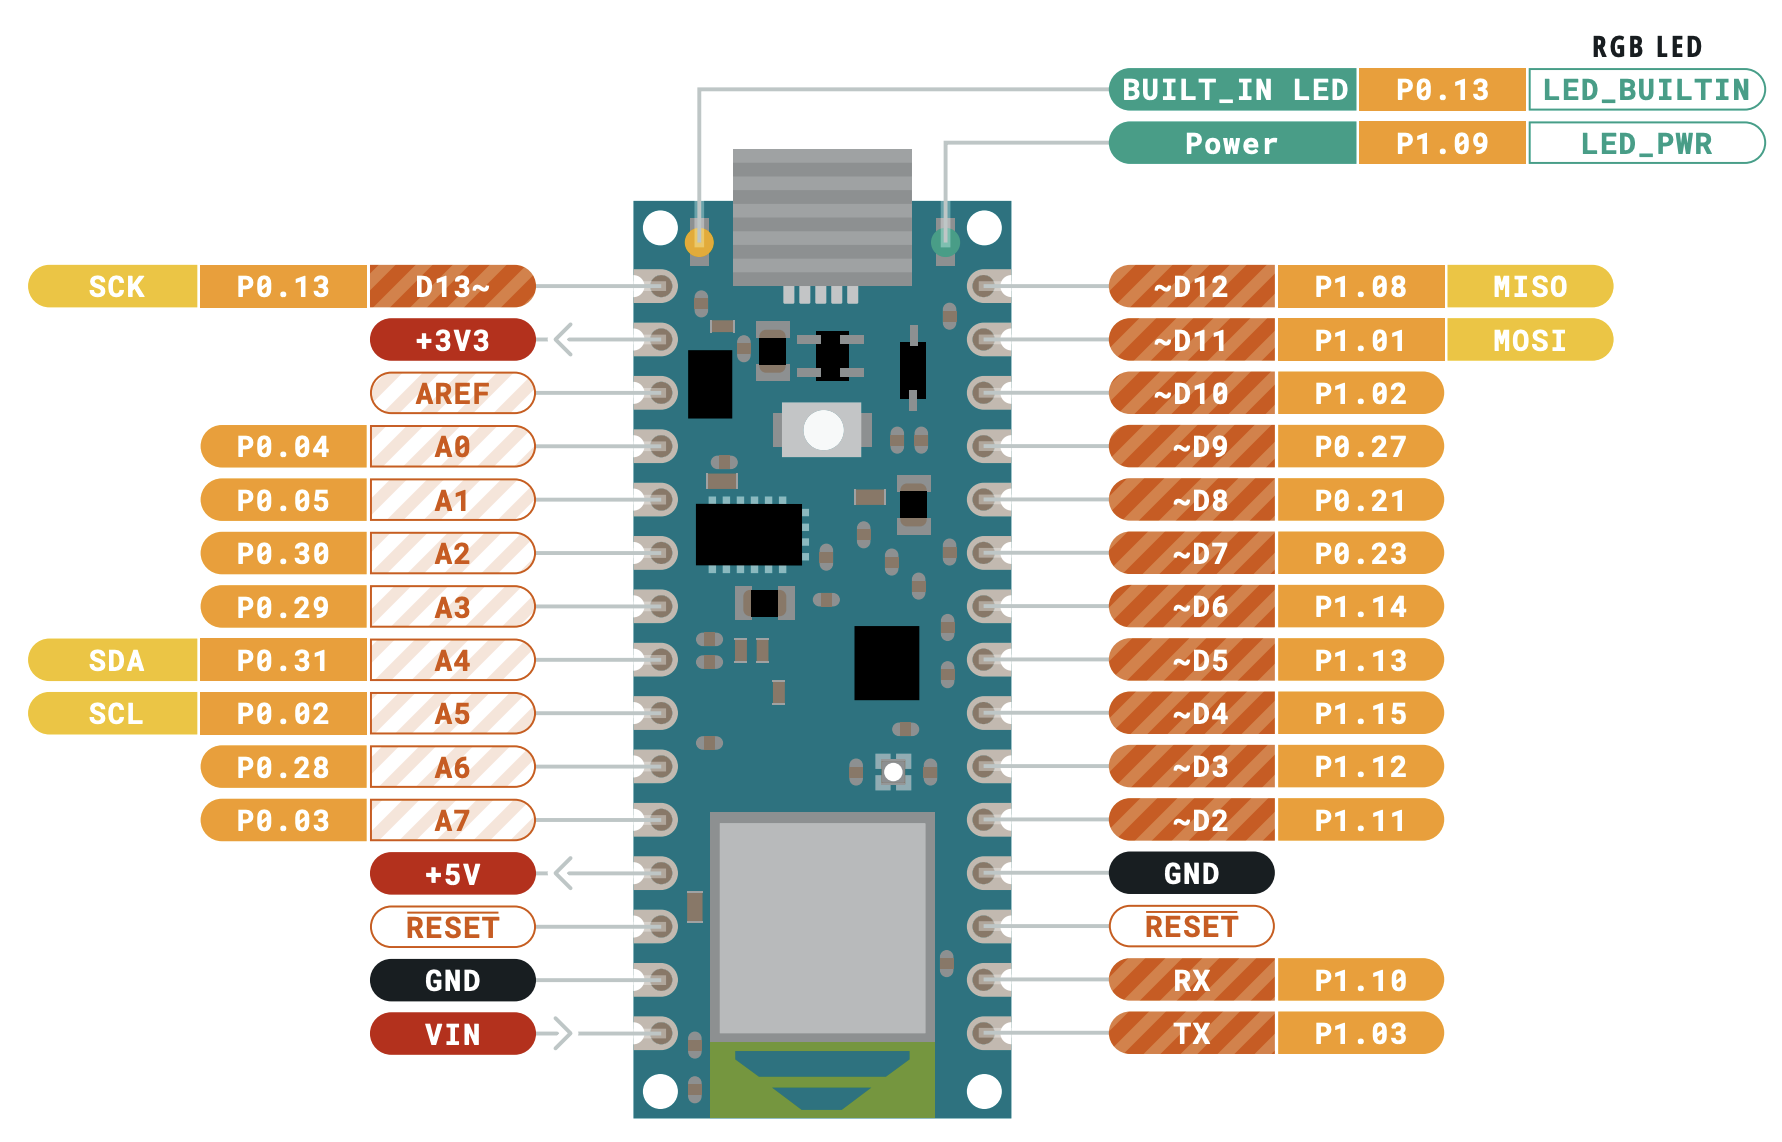 RGB LED
BUILT_IN LED P0.13 LED_BUILTIN
Power P1.09 LED_PWR
SCK P0.13 D13~ ~D12 P1.08 MISO
+3V3 ~D11 P1.01 MOSI
AREF ~D10 P1.02
P0.04 A0 ~D9 P0.27
P0.05 A1 ~D8 P0.21
P0.30 A2 ~D7 P0.23
P0.29 A3 ~D6 P1.14
SDA P0.31 A4 ~D5 P1.13
SCL P0.02 A5 ~D4 P1.15
P0.28 A6 ~D3 P1.12
P0.03 A7 ~D2 P1.11
+5V GND
RESET RESET
GND RX P1.10
VIN TX P1.03